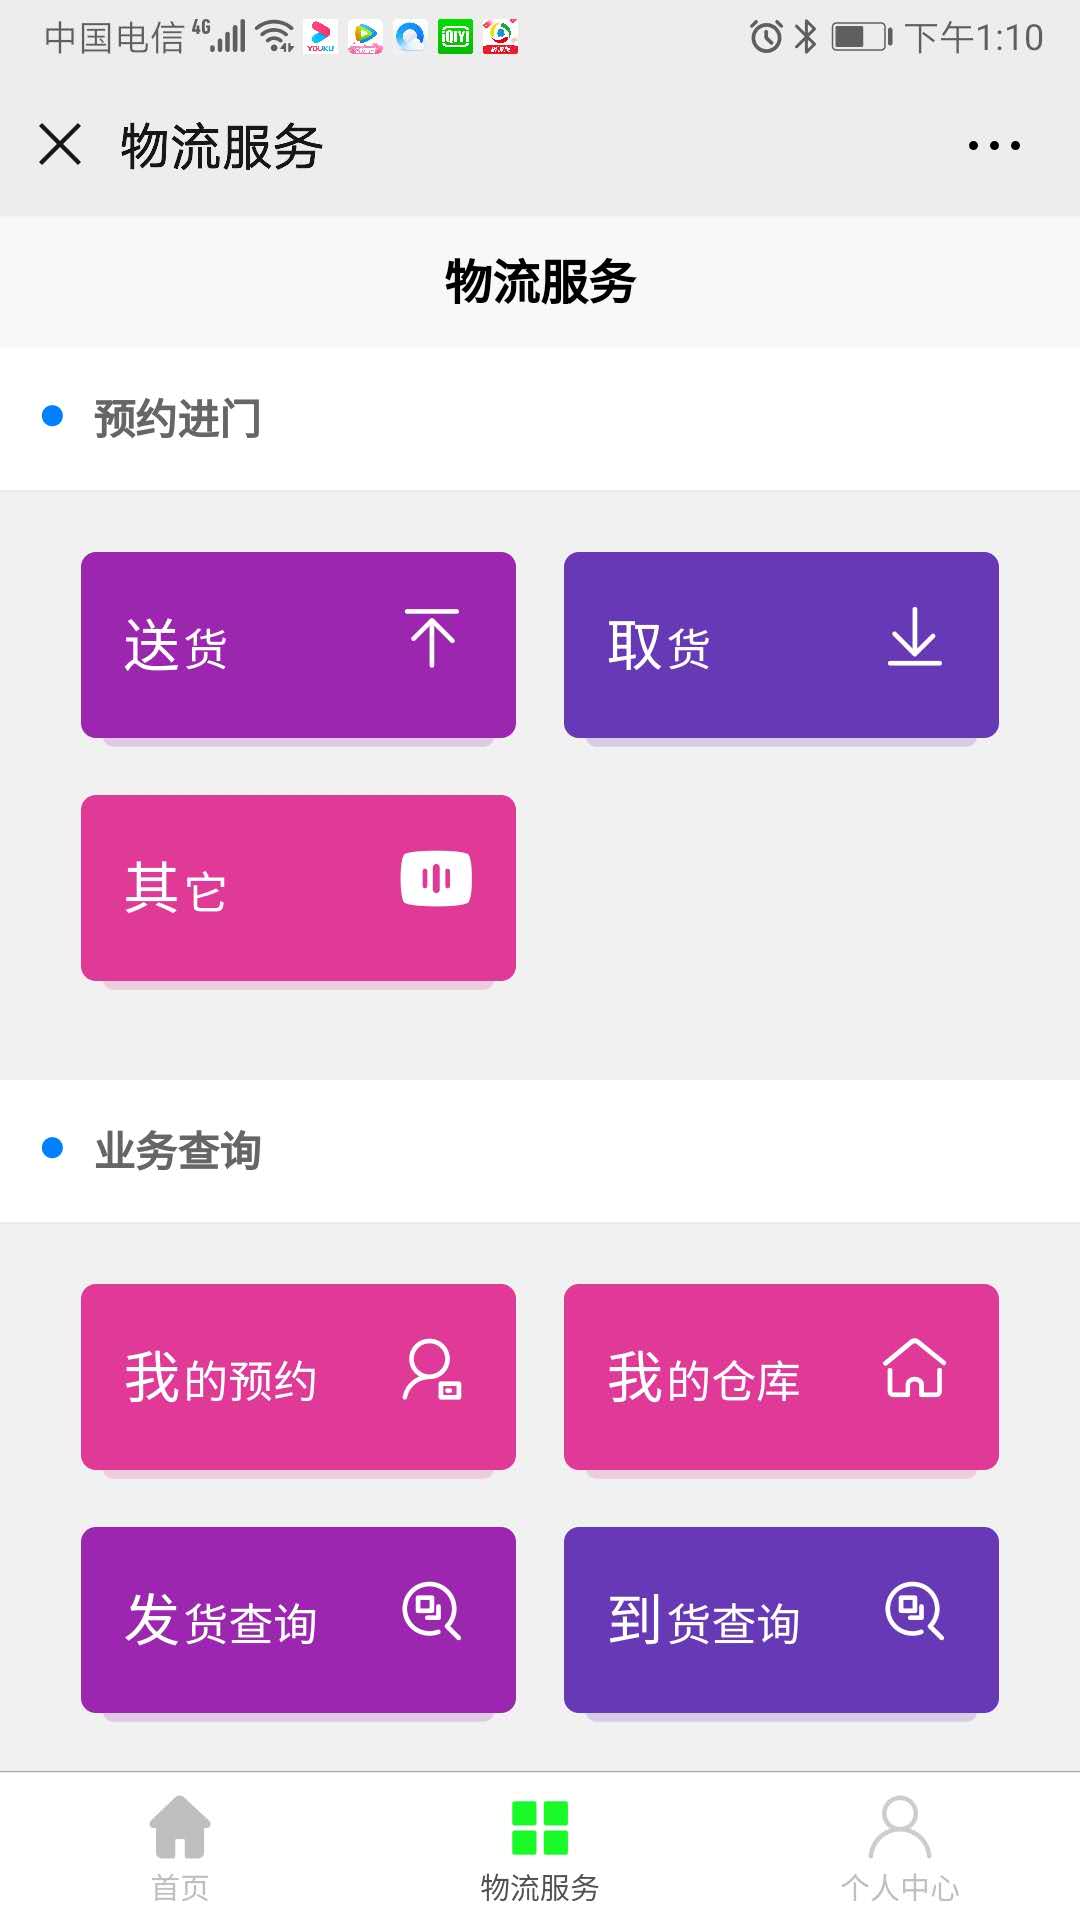 中国电信 4G YOUKU iQIYI 下午1:10
物流服务
物流服务
预约进门
送货 取货
其它
业务查询
我的预约 我的仓库
发货查询 到货查询
首页 物流服务 个人中心